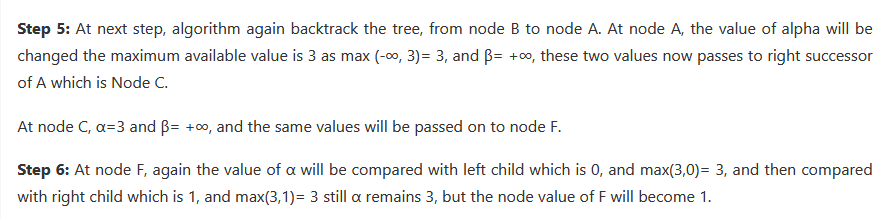 Step 5: At next step, algorithm again backtrack the tree, from node B to node A. At node A, the value of alpha will be
changed the maximum available value is 3 as max (-∞, 3)= 3, and β= +∞, these two values now passes to right successor
of A which is Node C.
At node C, α=3 and β= +∞, and the same values will be passed on to node F.
Step 6: At node F, again the value of α will be compared with left child which is 0, and max(3,0)= 3, and then compared
with right child which is 1, and max(3,1)= 3 still α remains 3, but the node value of F will become 1.